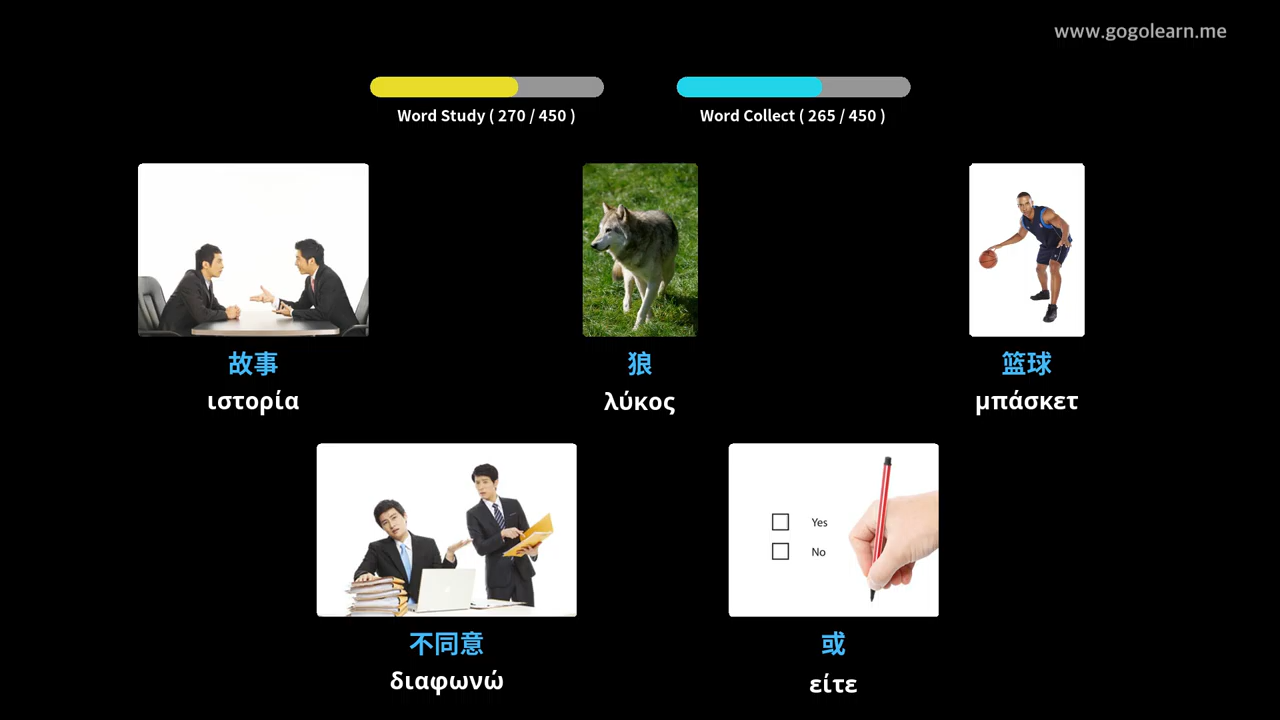 www.gogolearn.me
Word Study ( 270 / 450 )
Word Collect ( 265 / 450 )
故事
ιστορία
狼
λύκος
篮球
μπάσκετ
不同意
διαφωνώ
Yes
No
或
είτε